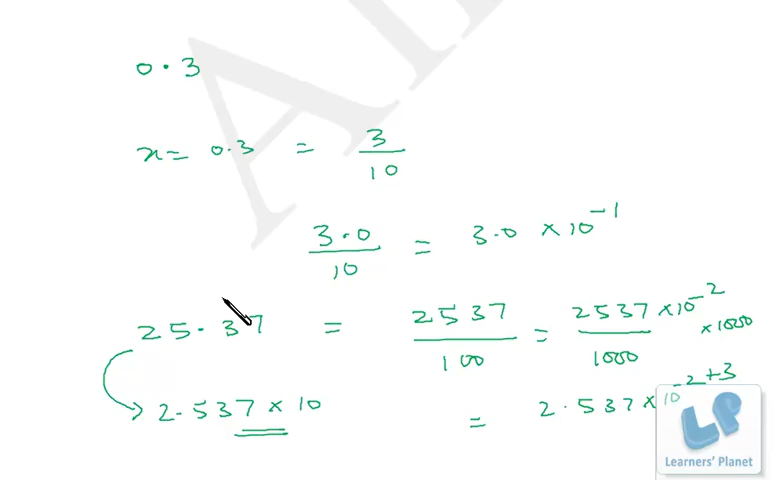 0.3
x = 0.3 = 3/10
3.0/10 = 3.0 × 10⁻¹
25.37 = 2537/100 = 2537/1000 × 10⁻² × 1000
2.537 × 10 = 2.537 × 10⁻²⁺³
LP
Learners' Planet